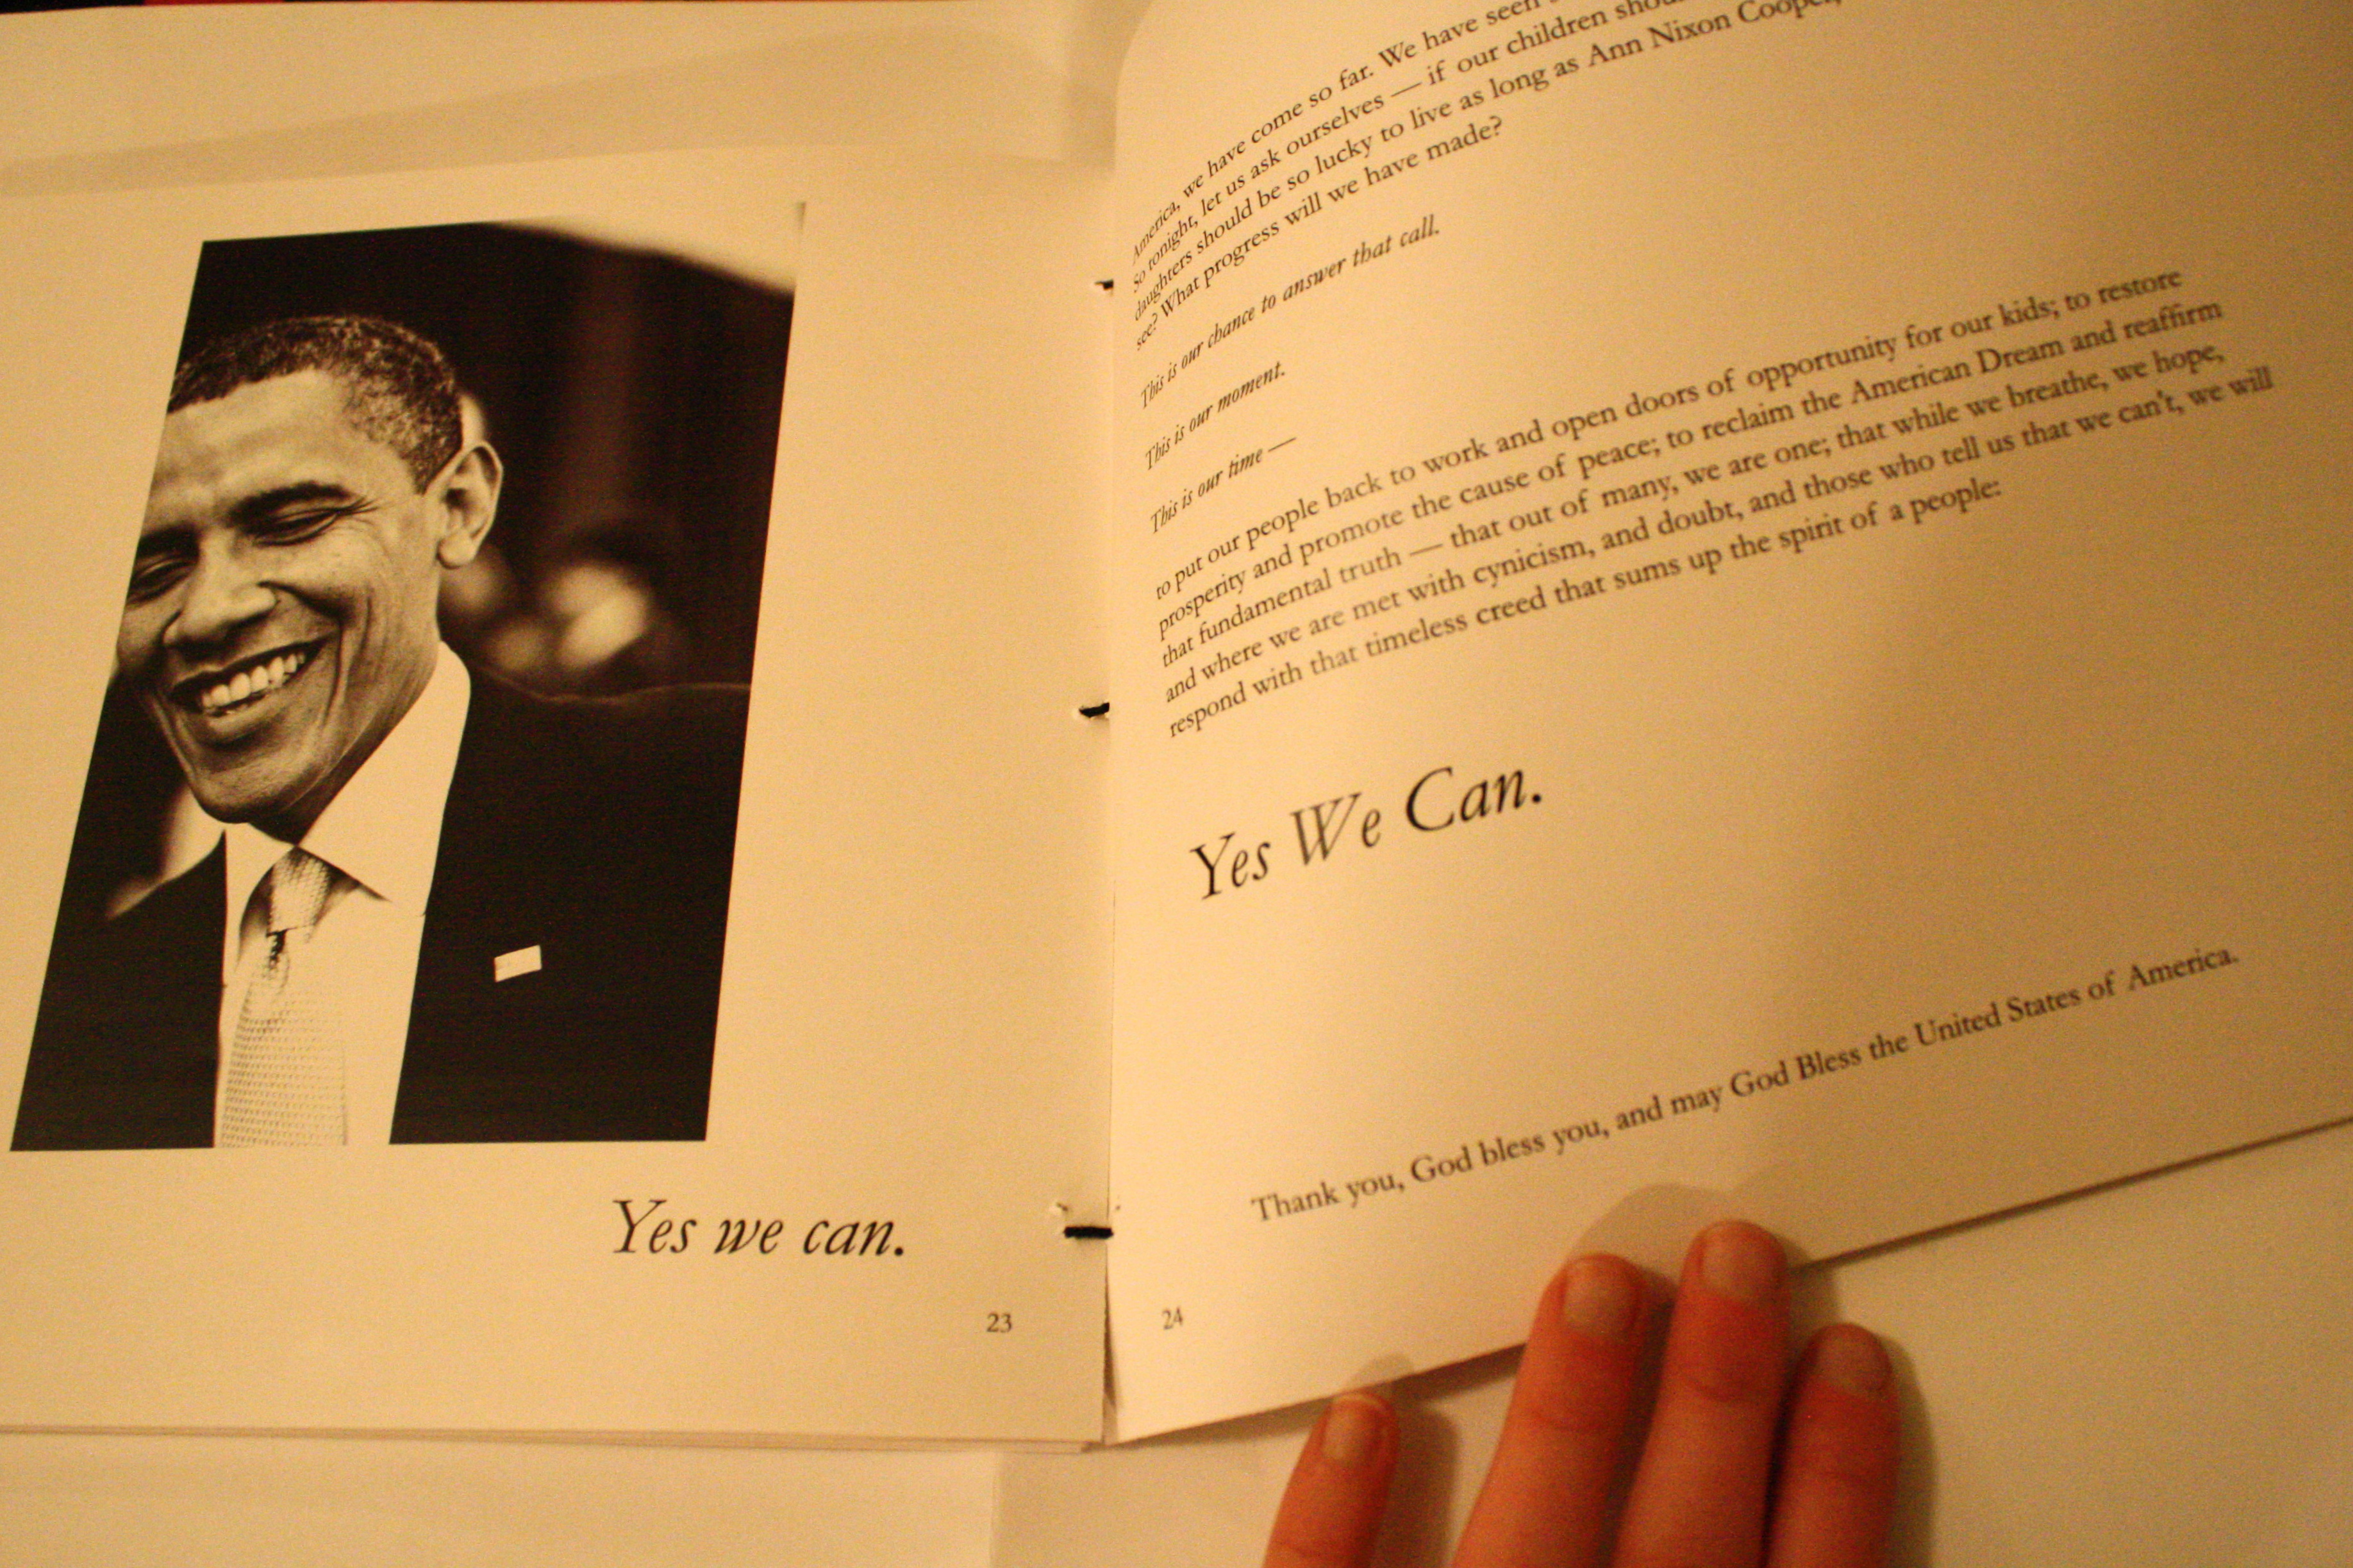 Yes we can.
23
America, we have come so far. We have seen
So tonight, let us ask ourselves — if our children
daughters should be so lucky to live as long as Ann Nixon Cooper,
see? What progress will we have made?
This is our chance to answer that call.
This is our moment.
This is our time —
to put our people back to work and open doors of opportunity for our kids; to restore
prosperity and promote the cause of peace; to reclaim the American Dream and reaffirm
that fundamental truth — that out of many, we are one; that while we breathe, we hope,
and where we are met with cynicism, and doubt, and those who tell us that we can't, we will
respond with that timeless creed that sums up the spirit of a people:
Yes We Can.
Thank you, God bless you, and may God Bless the United States of America.
24